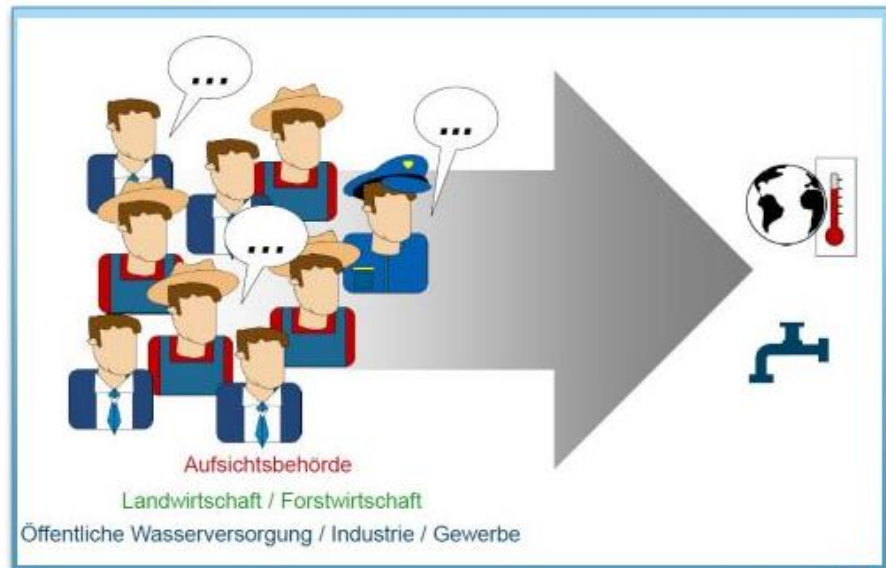 ...
...
...
Aufsichtsbehörde
Landwirtschaft / Forstwirtschaft
Öffentliche Wasserversorgung / Industrie / Gewerbe